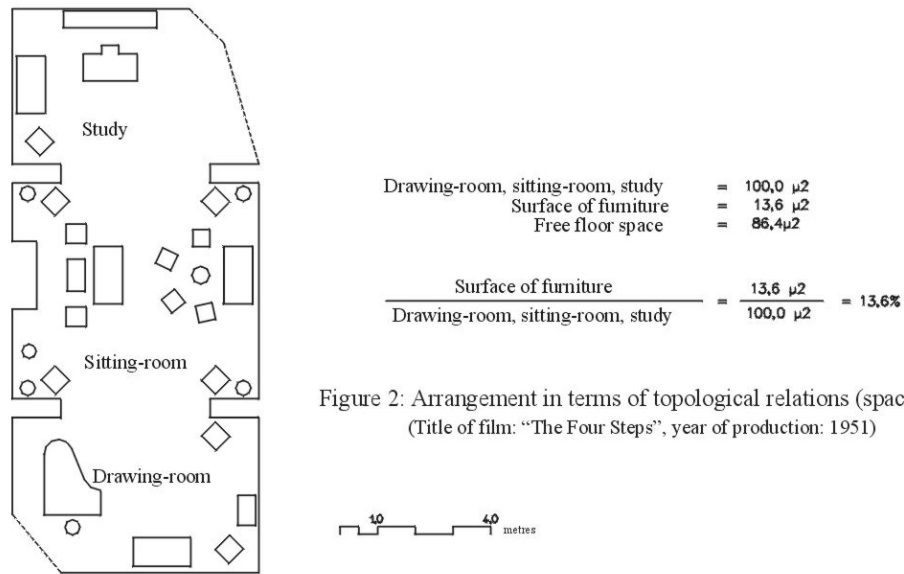 Study
Drawing-room, sitting-room, study = 100,0 μ2
Surface of furniture = 13,6 μ2
Free floor space = 86,4μ2
Surface of furniture
Drawing-room, sitting-room, study
=
13,6 μ2
100,0 μ2
= 13,6%
Sitting-room
Figure 2: Arrangement in terms of topological relations (spac
(Title of film: “The Four Steps”, year of production: 1951)
Drawing-room
1,0 4,0
metres